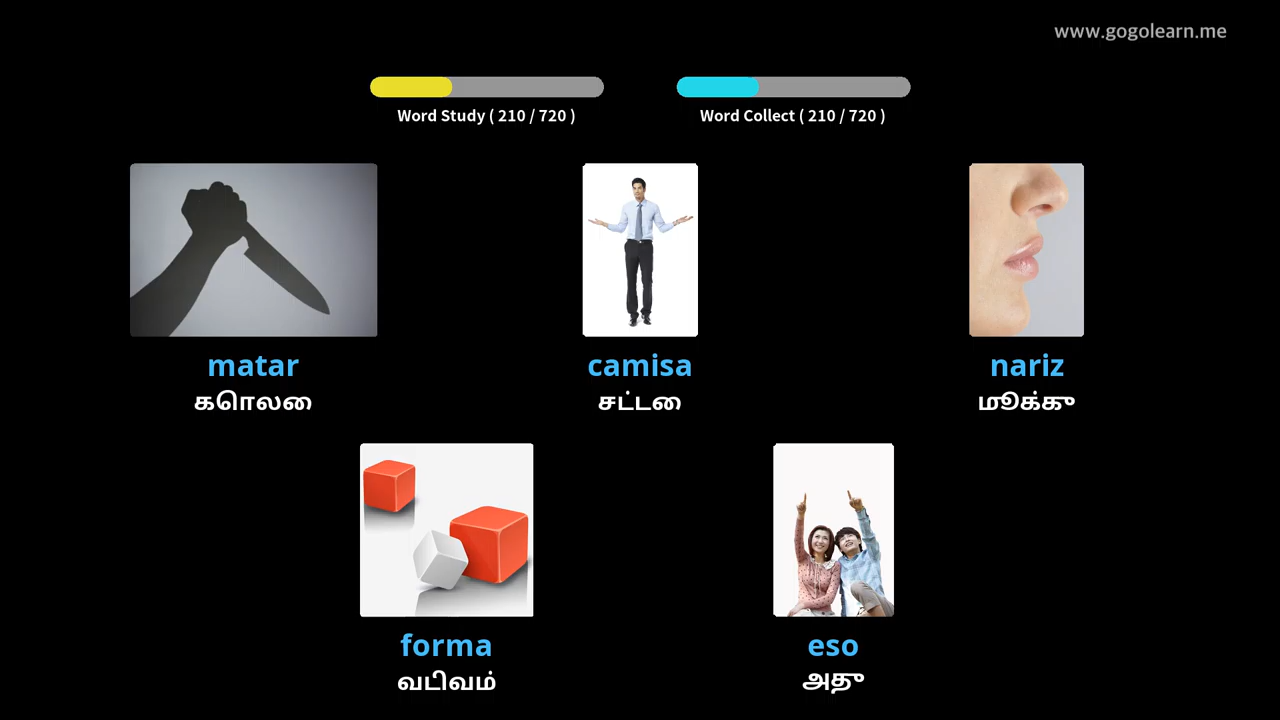 www.gogolearn.me
Word Study ( 210 / 720 )
Word Collect ( 210 / 720 )
matar
கொலை
camisa
சட்டை
nariz
மூக்கு
forma
வடிவம்
eso
அது